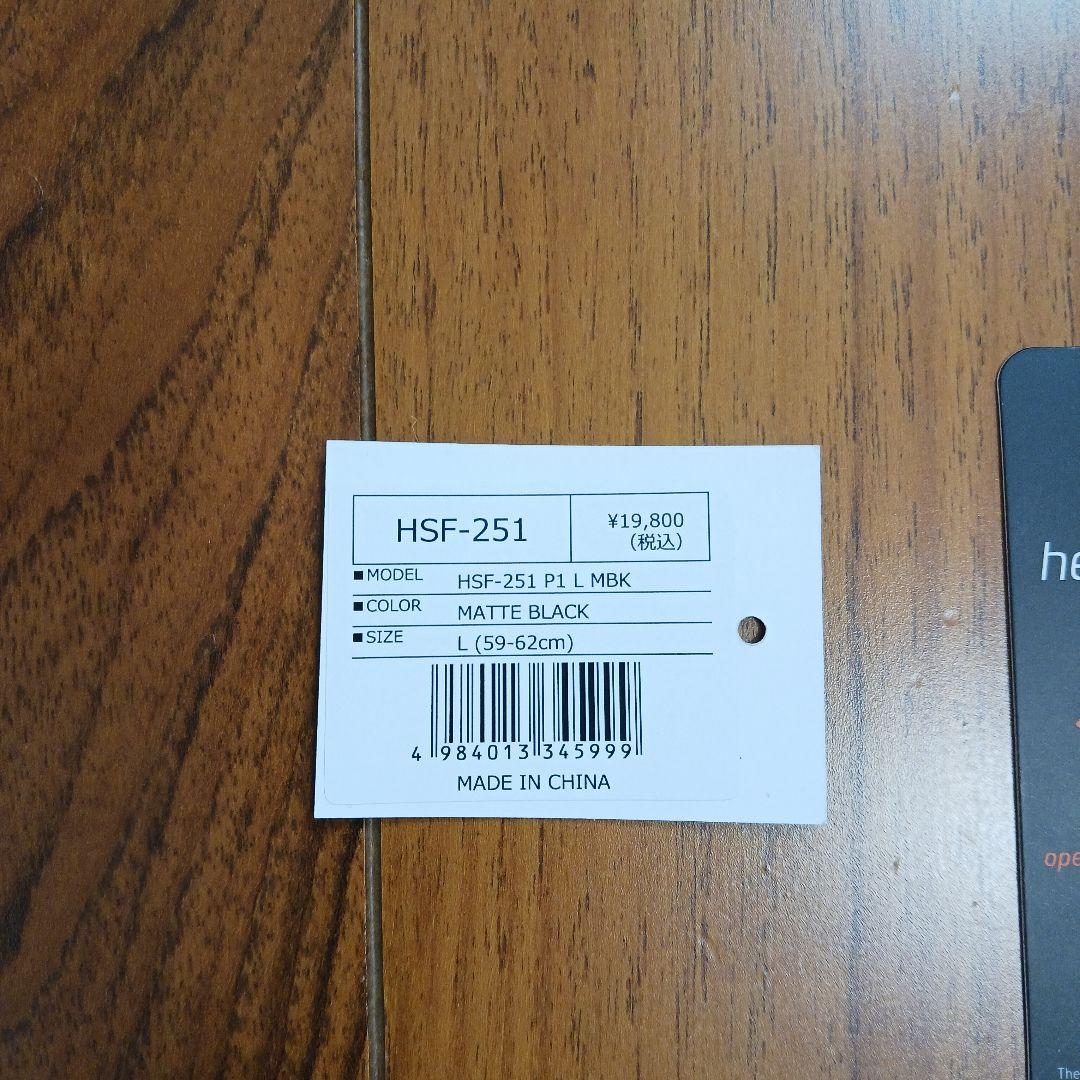 HSF-251
¥19,800
(税込)
■MODEL HSF-251 P1 L MBK
■COLOR MATTE BLACK
■SIZE L (59-62cm)
4 984013 345999
MADE IN CHINA
he
ope
The